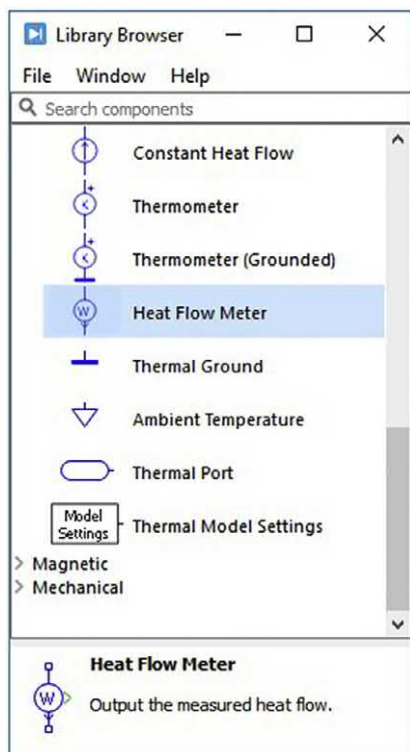 Library Browser
File Window Help
Search components
Constant Heat Flow
Thermometer
Thermometer (Grounded)
W Heat Flow Meter
Thermal Ground
Ambient Temperature
Thermal Port
Model
Settings
Thermal Model Settings
Magnetic
Mechanical
Heat Flow Meter
W
Output the measured heat flow.